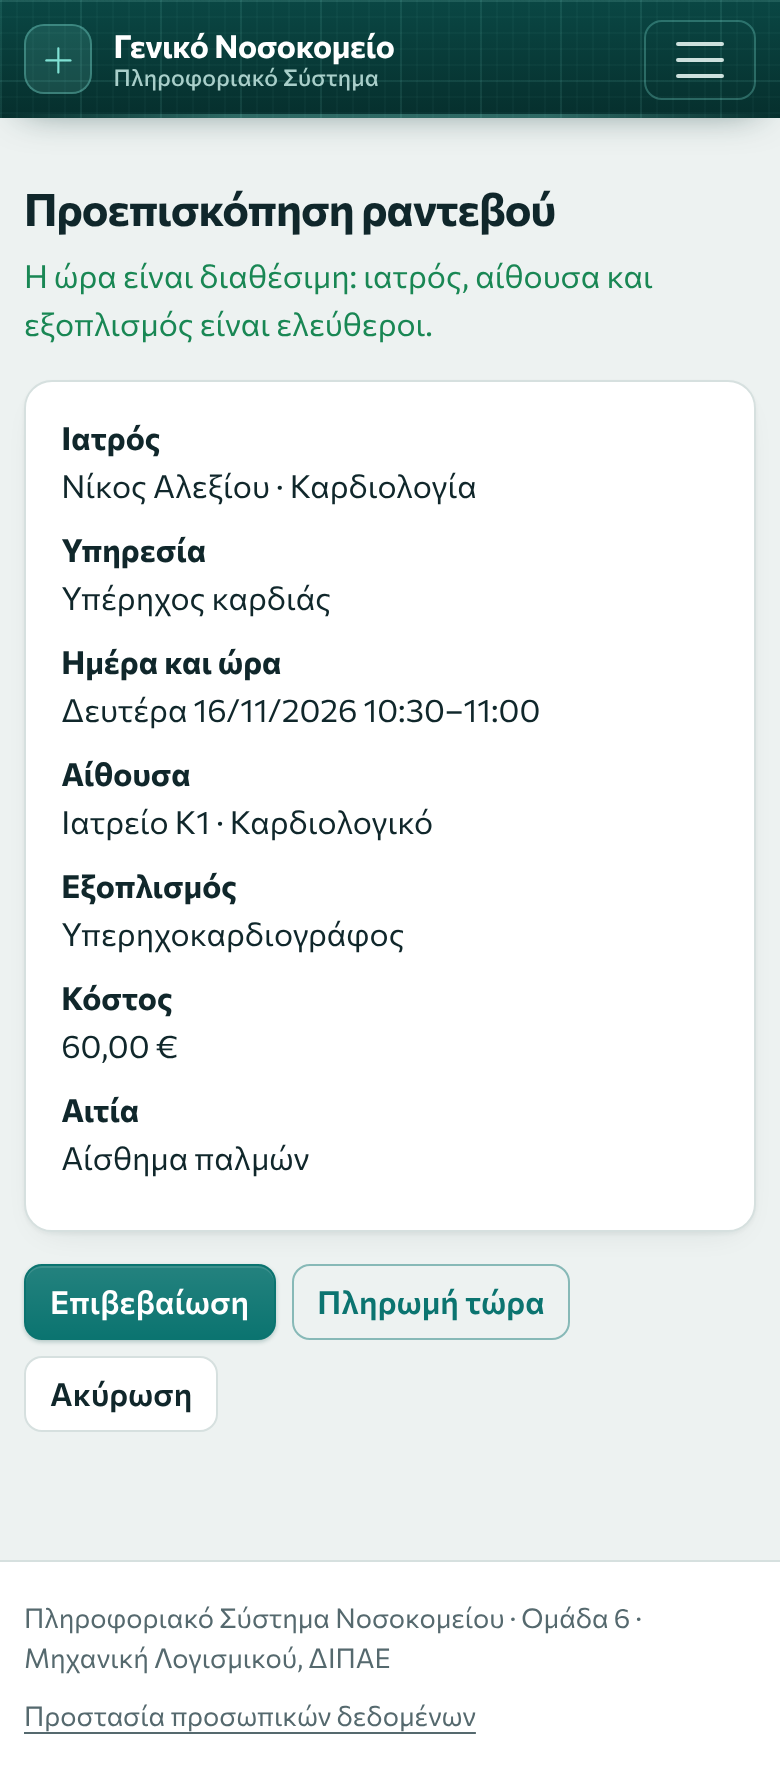 Γενικό Νοσοκομείο
Πληροφοριακό Σύστημα
Προεπισκόπηση ραντεβού
Η ώρα είναι διαθέσιμη: ιατρός, αίθουσα και
εξοπλισμός είναι ελεύθεροι.
Ιατρός
Νίκος Αλεξίου · Καρδιολογία
Υπηρεσία
Υπέρηχος καρδιάς
Ημέρα και ώρα
Δευτέρα 16/11/2026 10:30–11:00
Αίθουσα
Ιατρείο Κ1 · Καρδιολογικό
Εξοπλισμός
Υπερηχοκαρδιογράφος
Κόστος
60,00 €
Αιτία
Αίσθημα παλμών
Επιβεβαίωση
Πληρωμή τώρα
Ακύρωση
Πληροφοριακό Σύστημα Νοσοκομείου · Ομάδα 6 ·
Μηχανική Λογισμικού, ΔΙΠΑΕ
Προστασία προσωπικών δεδομένων